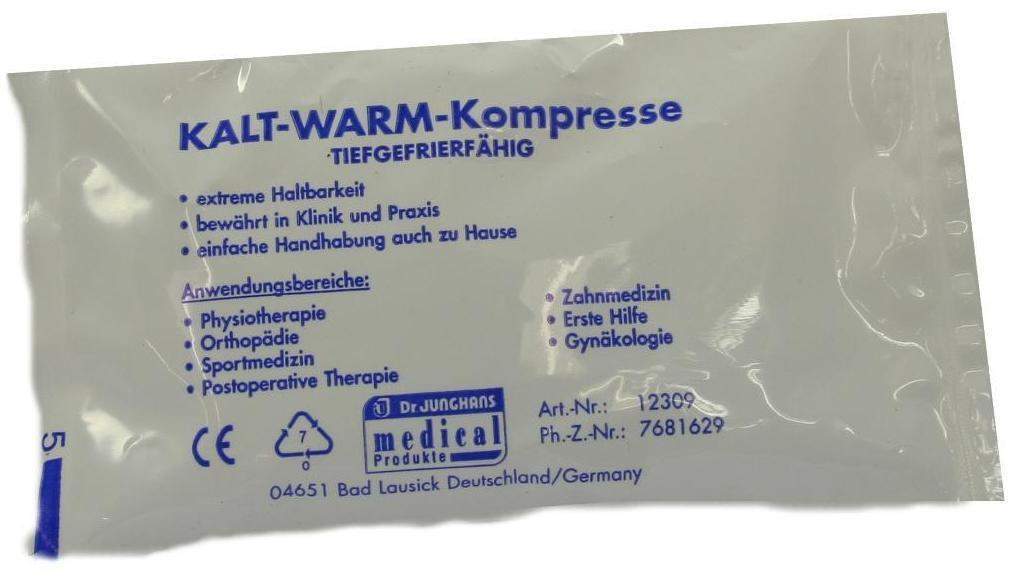 KALT-WARM-Kompresse
TIEFGEFRIERFÄHIG
• extreme Haltbarkeit
• bewährt in Klinik und Praxis
• einfache Handhabung auch zu Hause
Anwendungsbereiche:
• Physiotherapie
• Orthopädie
• Sportmedizin
• Postoperative Therapie
• Zahnmedizin
• Erste Hilfe
• Gynäkologie
CE
7
O
Dr JUNGHANS
medical
Produkte
Art.-Nr.: 12309
Ph.-Z.-Nr.: 7681629
04651 Bad Lausick Deutschland/Germany
5